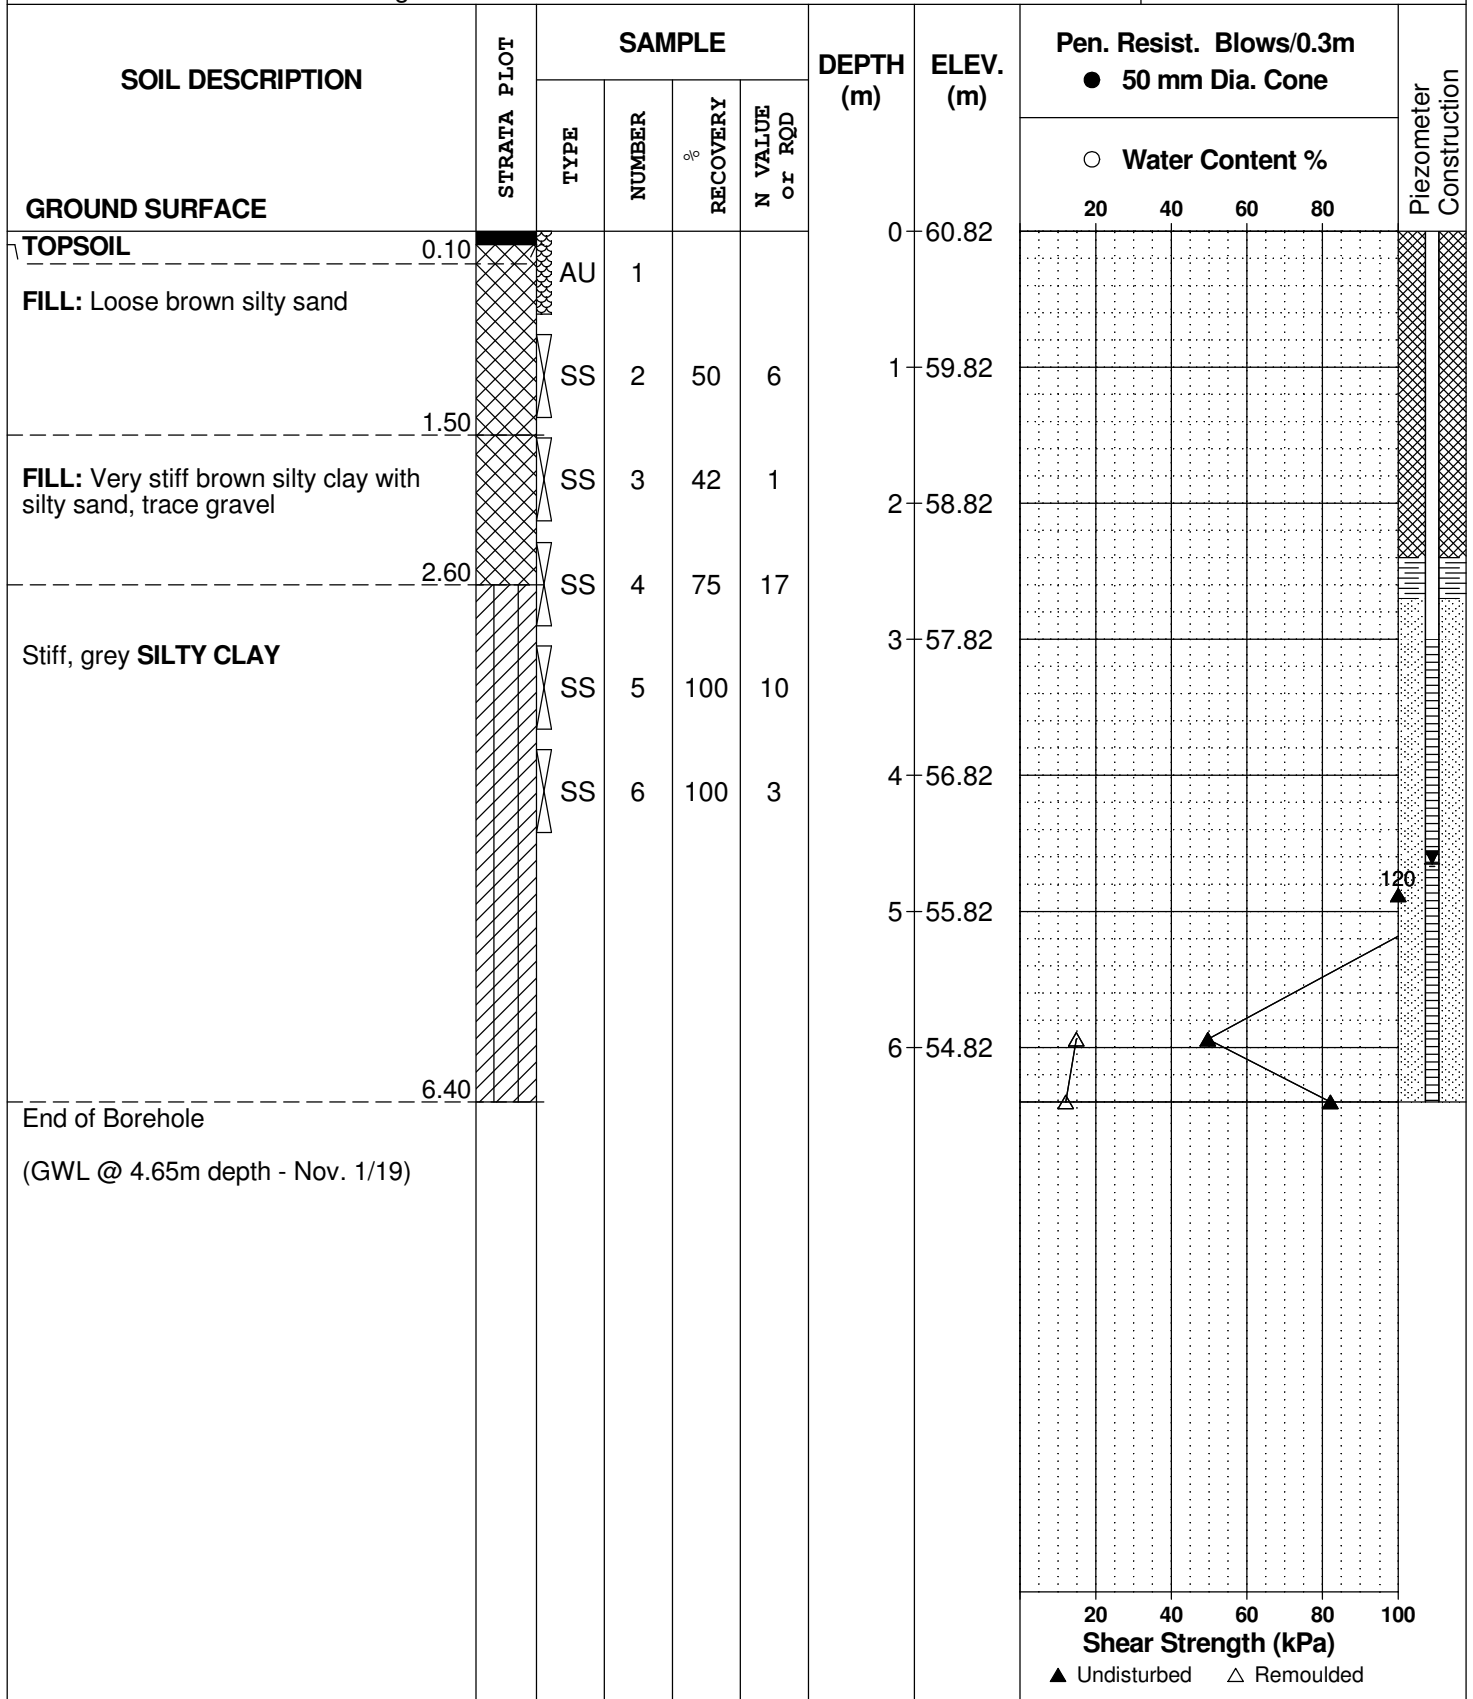 SOIL DESCRIPTION
GROUND SURFACE
STRATA PLOT
SAMPLE
TYPE
NUMBER
%
RECOVERY
N VALUE
or RQD
DEPTH
(m)
ELEV.
(m)
Pen. Resist. Blows/0.3m
● 50 mm Dia. Cone
○ Water Content %
20 40 60 80
Piezometer
Construction
TOPSOIL 0.10
FILL: Loose brown silty sand
1.50
FILL: Very stiff brown silty clay with
silty sand, trace gravel
2.60
Stiff, grey SILTY CLAY
6.40
End of Borehole
(GWL @ 4.65m depth - Nov. 1/19)
AU 1
SS 2 50 6
SS 3 42 1
SS 4 75 17
SS 5 100 10
SS 6 100 3
0 60.82
1 59.82
2 58.82
3 57.82
4 56.82
5 55.82
6 54.82
120
20 40 60 80 100
Shear Strength (kPa)
▲ Undisturbed △ Remoulded